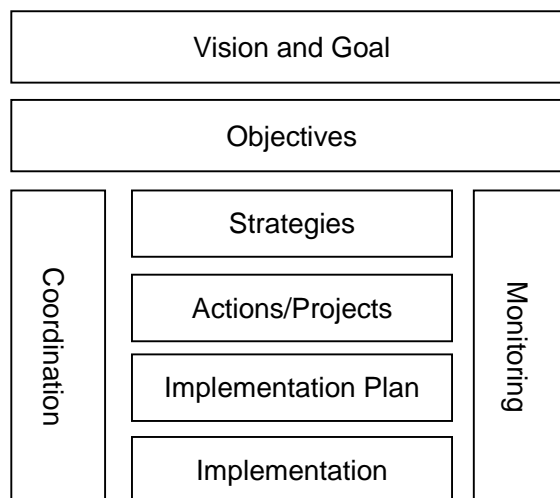 Vision and Goal
Objectives
Coordination
Strategies
Actions/Projects
Implementation Plan
Implementation
Monitoring